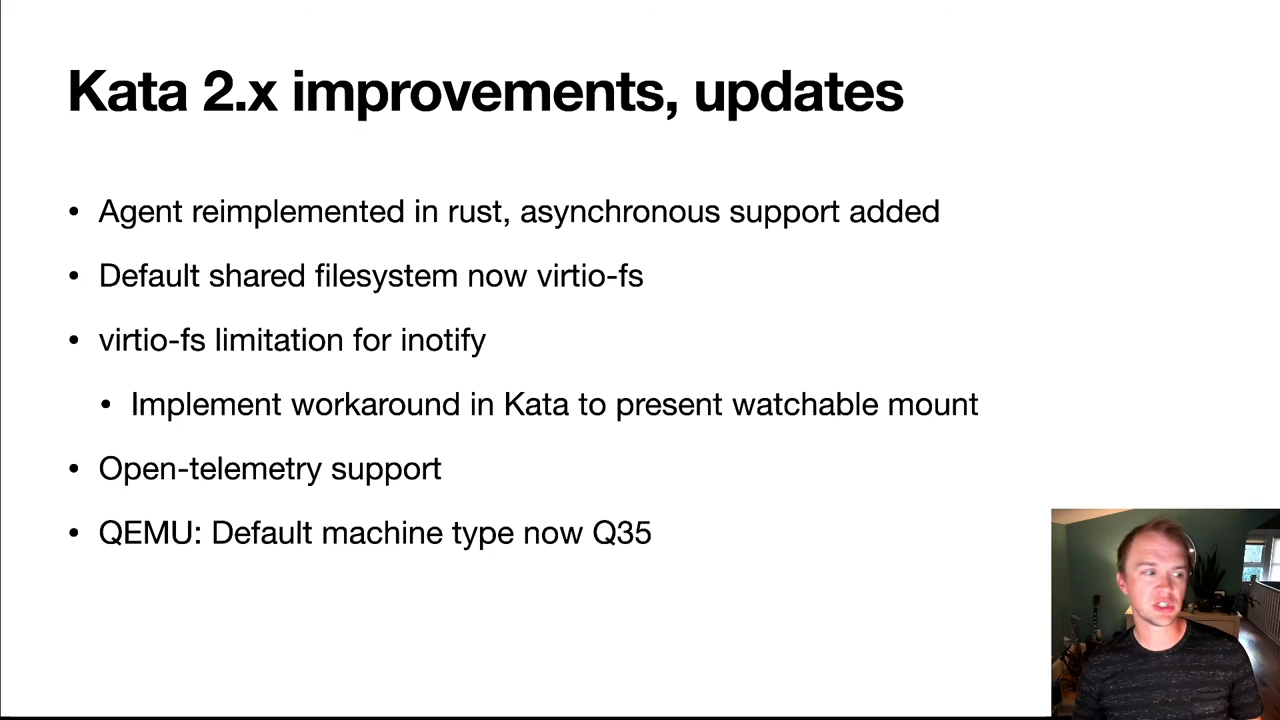 Kata 2.x improvements, updates
• Agent reimplemented in rust, asynchronous support added
• Default shared filesystem now virtio-fs
• virtio-fs limitation for inotify
• Implement workaround in Kata to present watchable mount
• Open-telemetry support
• QEMU: Default machine type now Q35